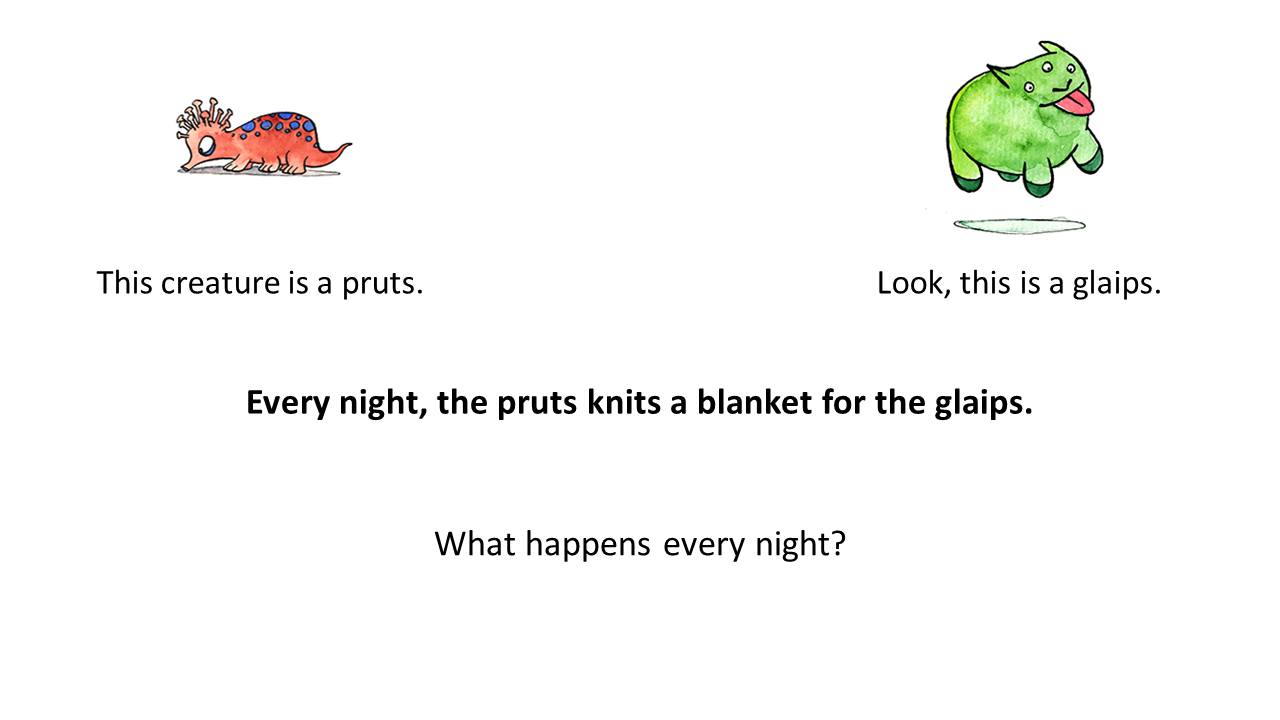 This creature is a pruts.
Look, this is a glaips.
Every night, the pruts knits a blanket for the glaips.
What happens every night?